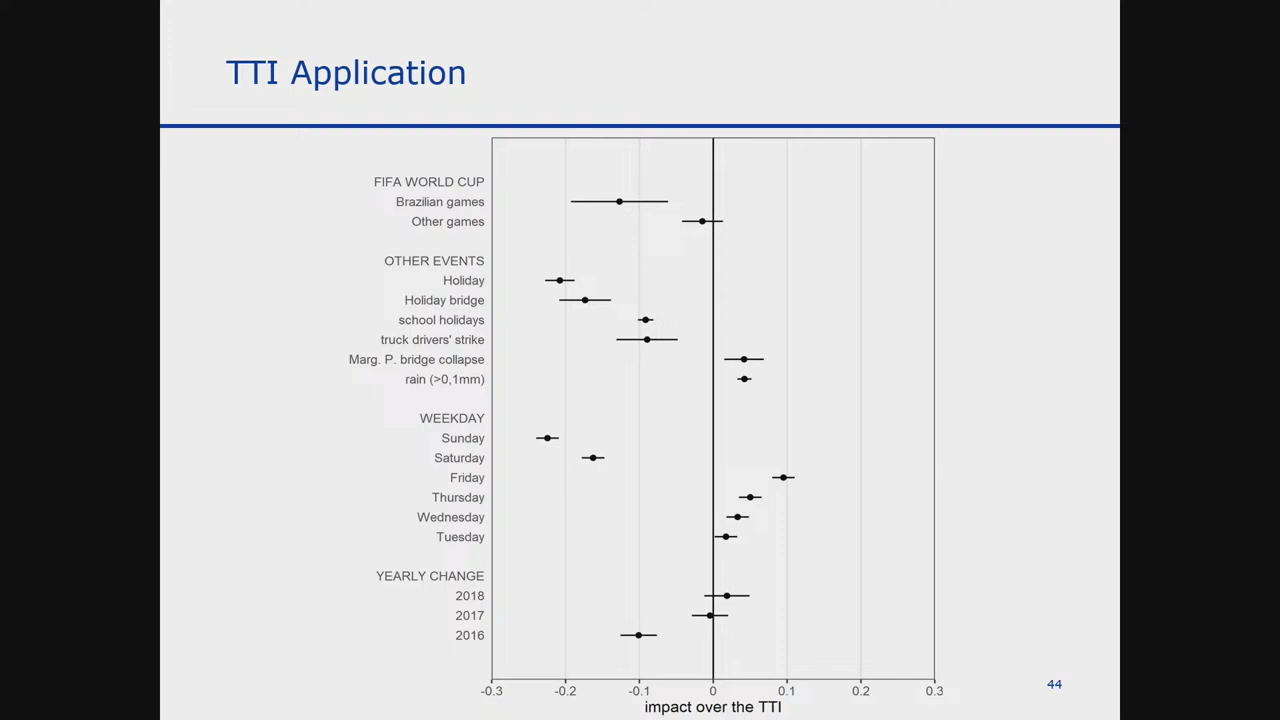 TTI Application
FIFA WORLD CUP
Brazilian games
Other games
OTHER EVENTS
Holiday
Holiday bridge
school holidays
truck drivers' strike
Marg. P. bridge collapse
rain (>0,1mm)
WEEKDAY
Sunday
Saturday
Friday
Thursday
Wednesday
Tuesday
YEARLY CHANGE
2018
2017
2016
-0.3 -0.2 -0.1 0 0.1 0.2 0.3
impact over the TTI
44